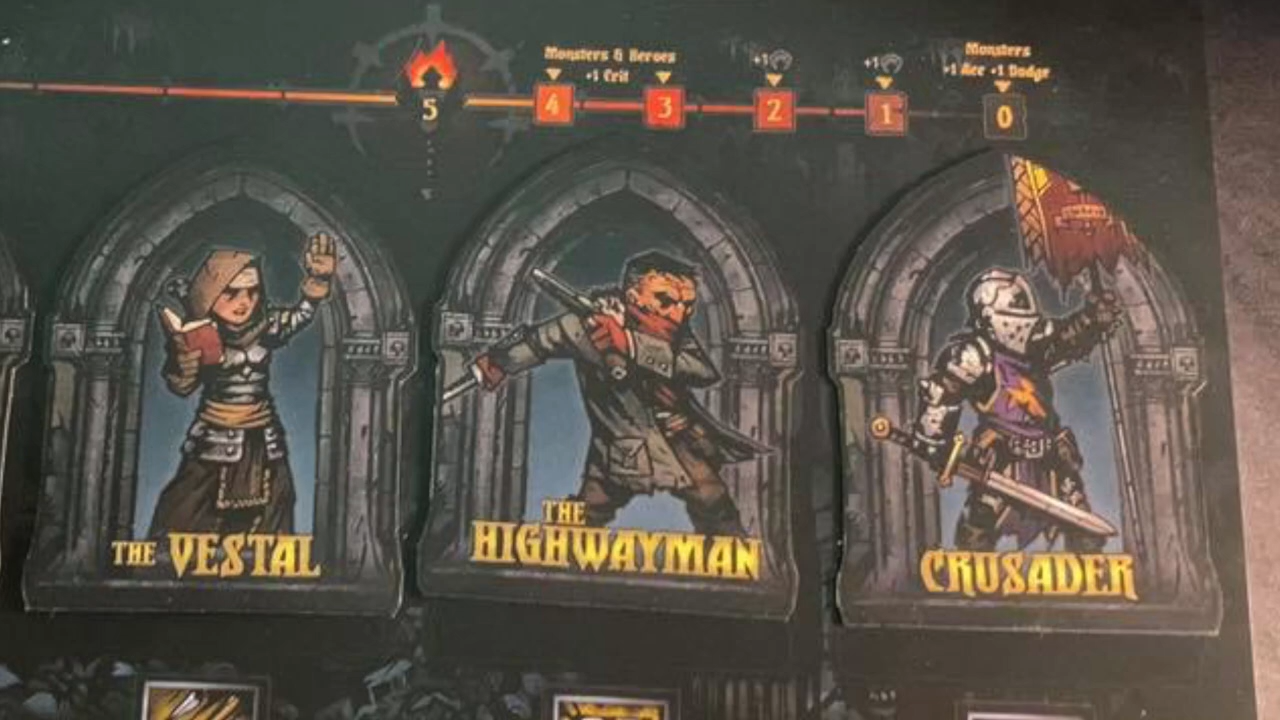 Monsters & Heroes
+1 Crit
+1
+1
Monsters
+1 Acc +1 Dodge
5
4
3
2
1
0
THE VESTAL
THE
HIGHWAYMAN
CRUSADER